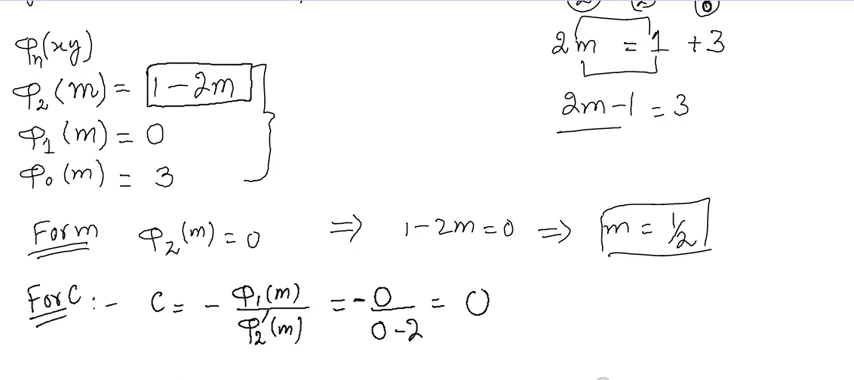 φₙ(xy)
φ₂(m) = 1 - 2m
φ₁(m) = 0
φ₀(m) = 3
2m = 1 + 3
2m - 1 = 3
For m φ₂(m) = 0 ⇒ 1 - 2m = 0 ⇒ m = 1/2
For C :- C = - φ₁(m)/φ₂'(m) = -0/(0-2) = 0